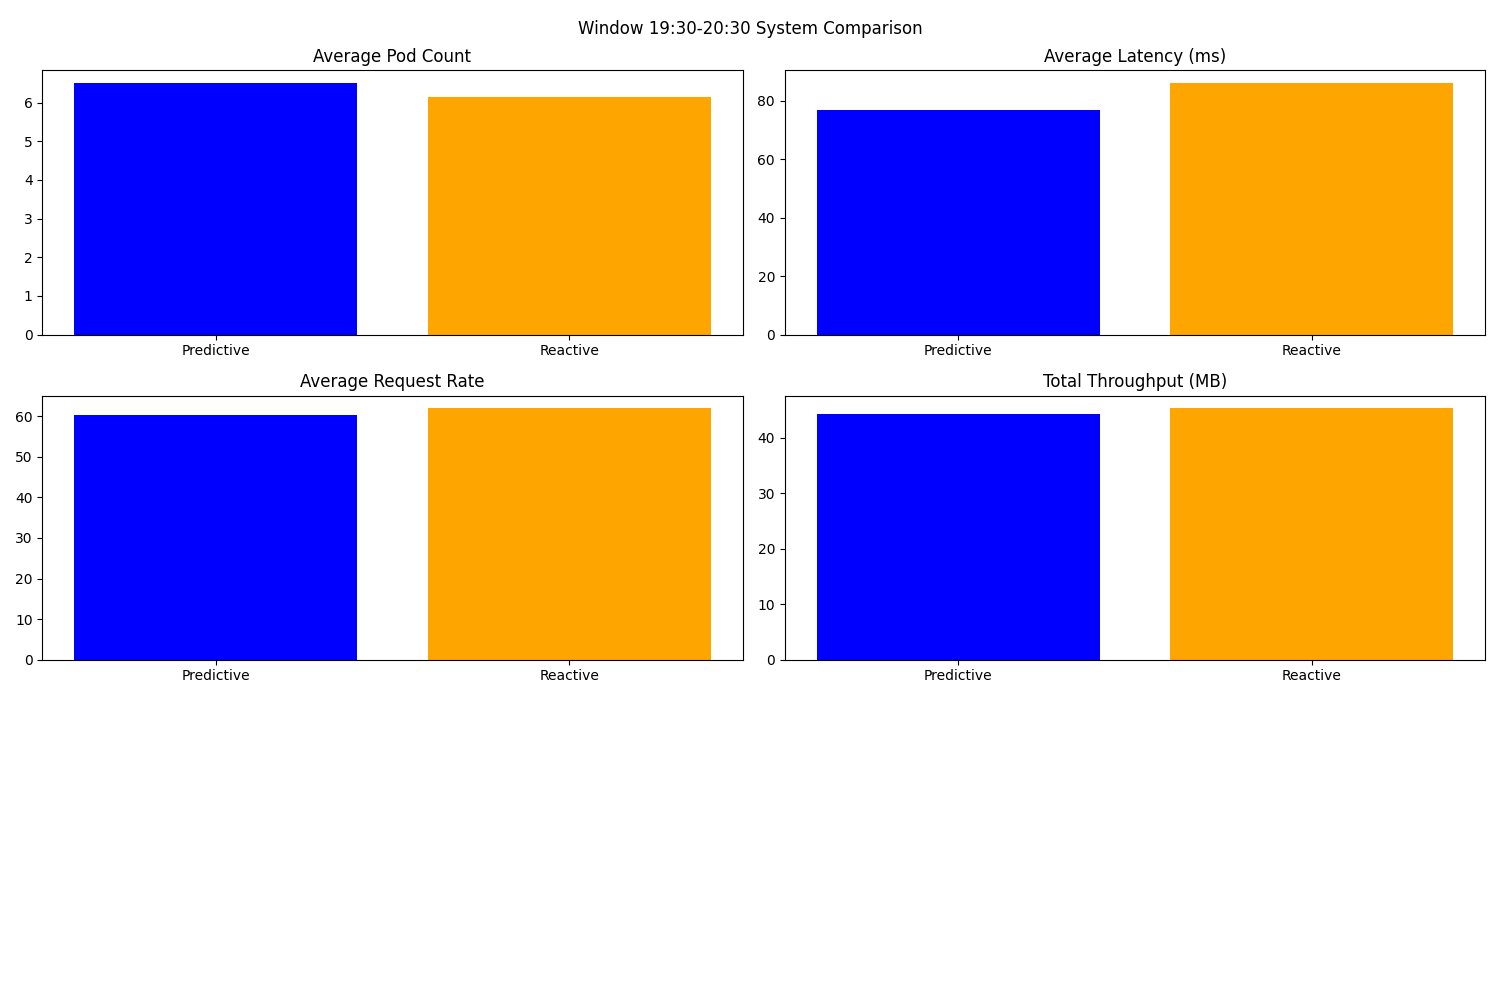 Window 19:30-20:30 System Comparison
Average Pod Count
6
5
4
3
2
1
0
Predictive
Reactive
Average Latency (ms)
80
60
40
20
0
Predictive
Reactive
Average Request Rate
60
50
40
30
20
10
0
Predictive
Reactive
Total Throughput (MB)
40
30
20
10
0
Predictive
Reactive